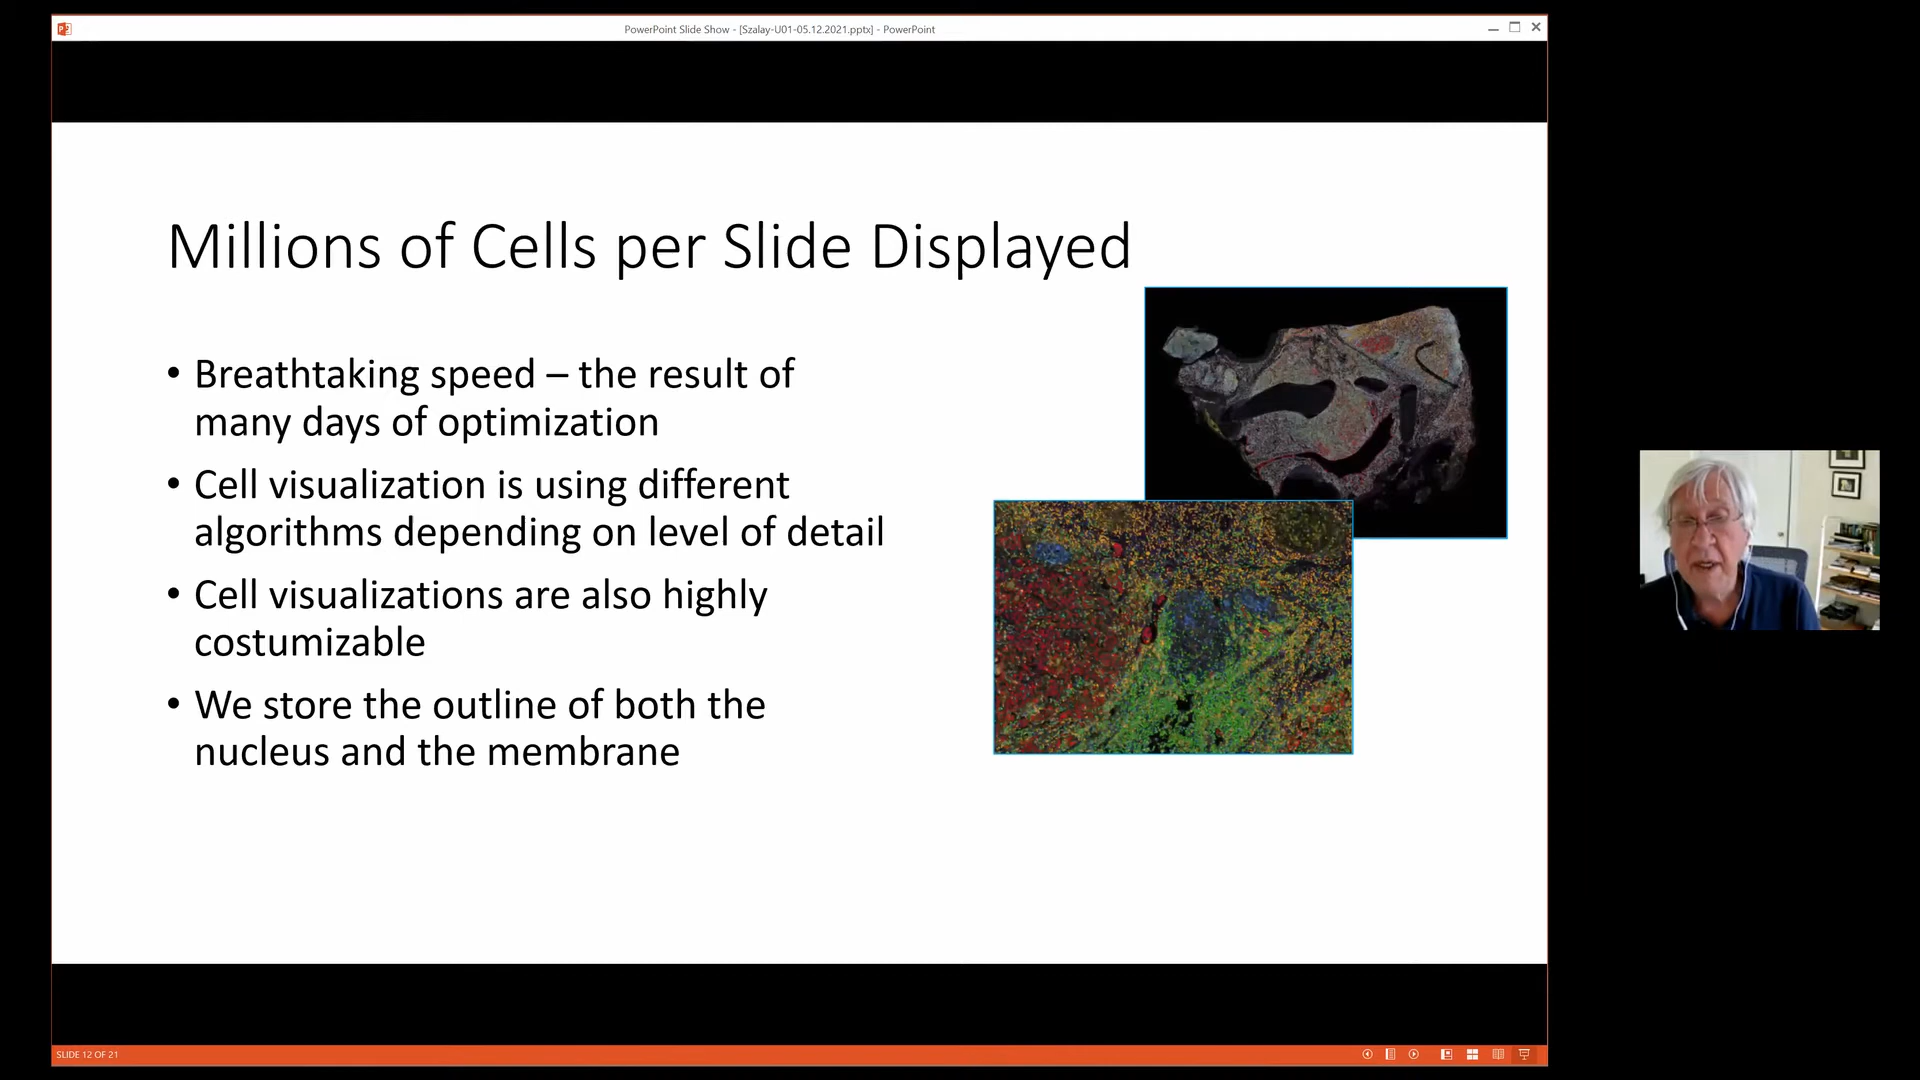 PowerPoint Slide Show - [Szalay-U01-05.12.2021.pptx] - PowerPoint
Millions of Cells per Slide Displayed
• Breathtaking speed – the result of
many days of optimization
• Cell visualization is using different
algorithms depending on level of detail
• Cell visualizations are also highly
costumizable
• We store the outline of both the
nucleus and the membrane
SLIDE 12 OF 21